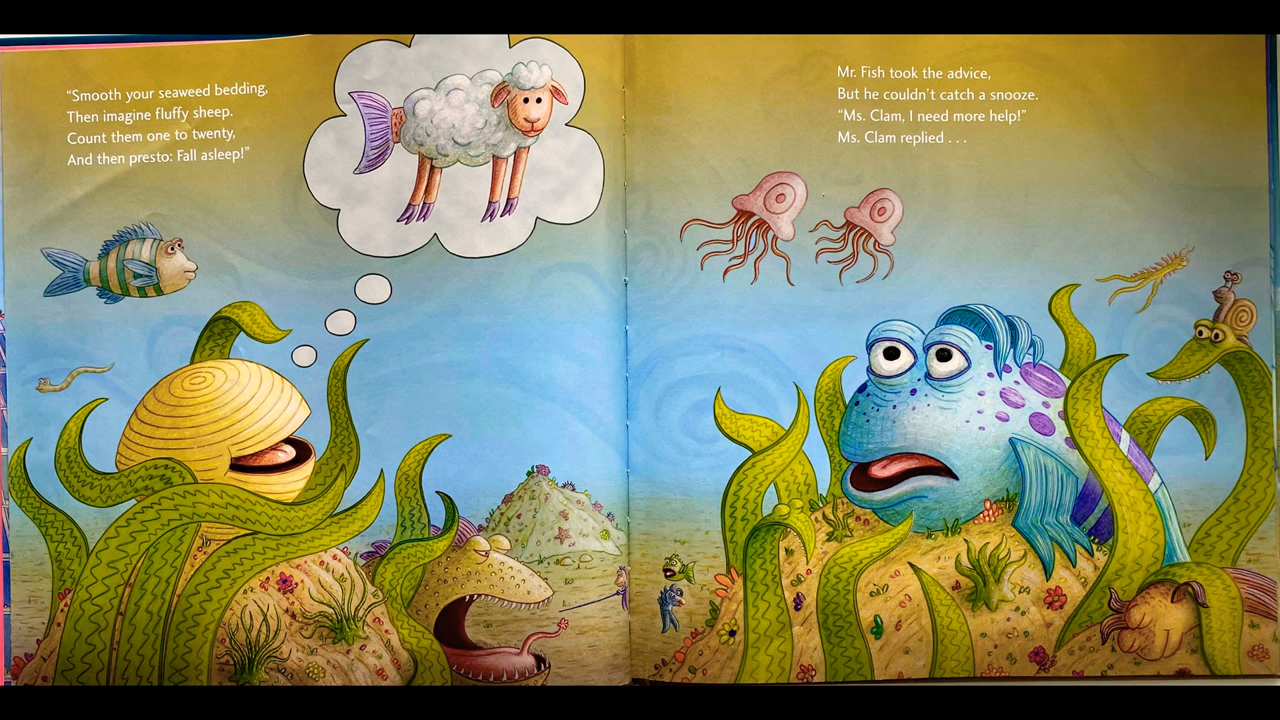 “Smooth your seaweed bedding,
Then imagine fluffy sheep.
Count them one to twenty,
And then presto: Fall asleep!”
Mr. Fish took the advice,
But he couldn’t catch a snooze.
“Ms. Clam, I need more help!”
Ms. Clam replied . . .